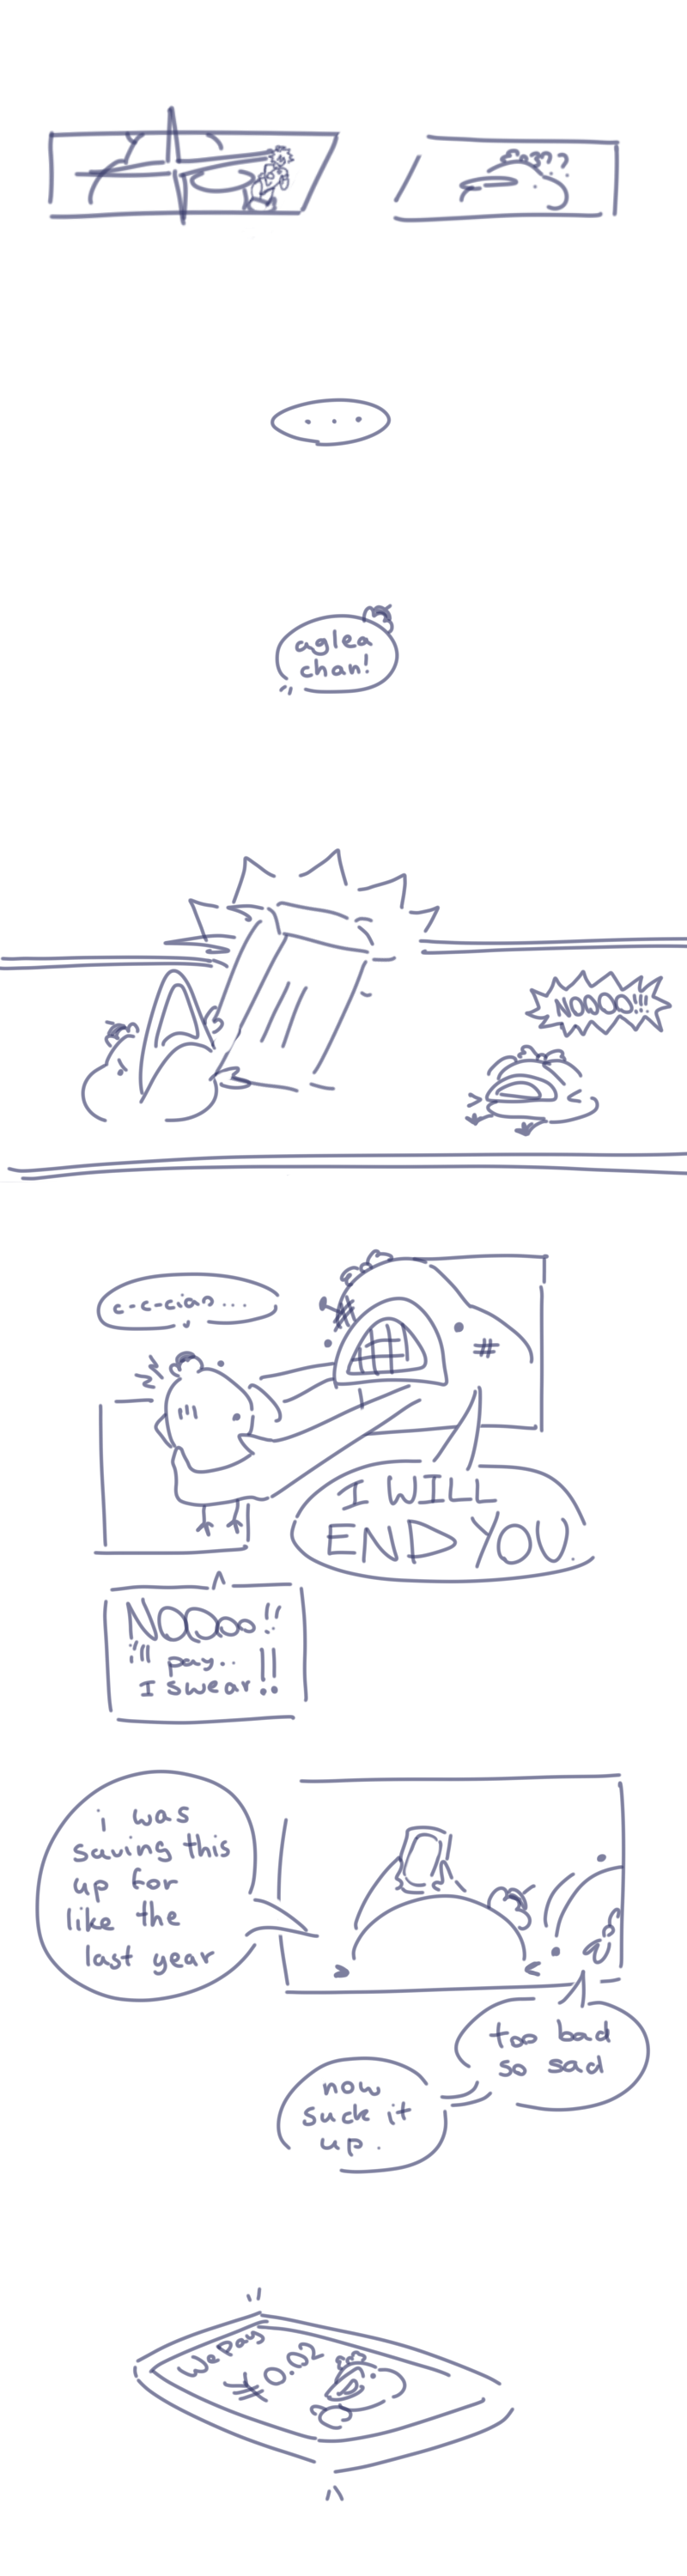 ...
aglea
chan!
NOOOO!!!
c-c-cian...
I WILL
END YOU.
NOOOoo!!
i'll pay.. !!
I swear!!
i was
saving this
up for
like the
last year
too bad
so sad
now
suck it
up.
WePay
¥0.02